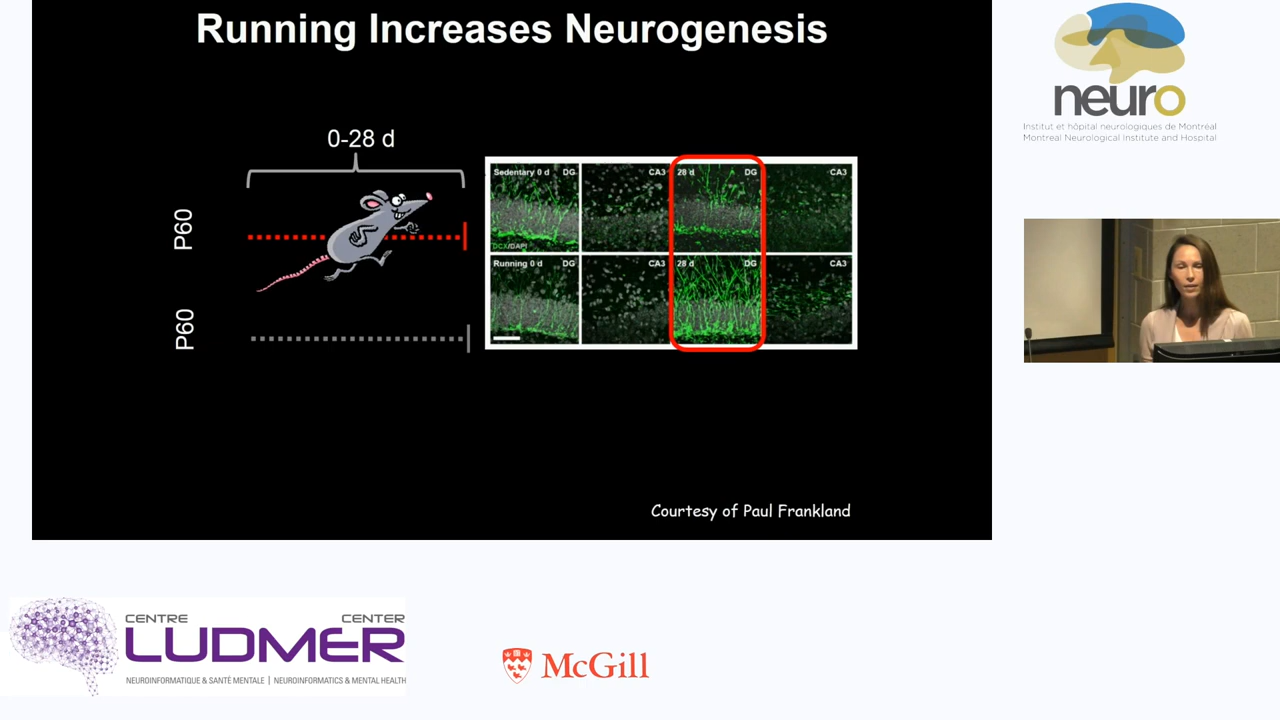 Running Increases Neurogenesis
0-28 d
P60
P60
Sedentary 0 d DG
CA3
28 d DG
CA3
DCX/DAPI
Running 0 d DG
CA3
28 d DG
CA3
Courtesy of Paul Frankland
neuro
Institut et hôpital neurologiques de Montréal
Montreal Neurological Institute and Hospital
CENTRE CENTER
LUDMER
NEUROINFORMATIQUE & SANTÉ MENTALE | NEUROINFORMATICS & MENTAL HEALTH
McGill